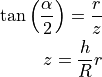 tan(α/2) = r/z
z = h/R r